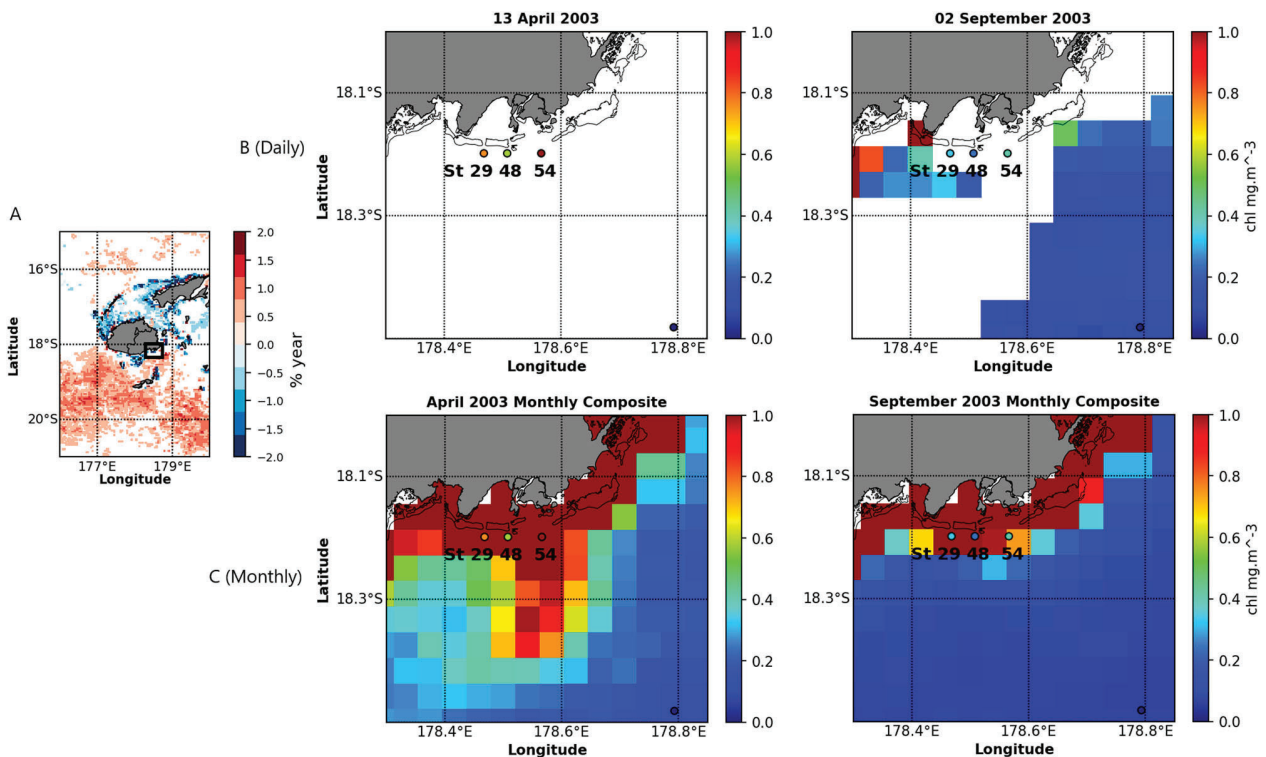 13 April 2003
02 September 2003
B (Daily)
Latitude
18.1°S
18.3°S
St 29 48 54
178.4°E 178.6°E 178.8°E
Longitude
1.0
0.8
0.6
0.4
0.2
0.0
18.1°S
18.3°S
St 29 48 54
178.4°E 178.6°E 178.8°E
Longitude
1.0
0.8
0.6
0.4
0.2
0.0
chl mg.m^-3
A
Latitude
16°S
18°S
20°S
177°E 179°E
Longitude
2.0
1.5
1.0
0.5
0.0
−0.5
−1.0
−1.5
−2.0
% year
April 2003 Monthly Composite
September 2003 Monthly Composite
C (Monthly)
Latitude
18.1°S
18.3°S
St 29 48 54
178.4°E 178.6°E 178.8°E
Longitude
1.0
0.8
0.6
0.4
0.2
0.0
18.1°S
18.3°S
St 29 48 54
178.4°E 178.6°E 178.8°E
Longitude
1.0
0.8
0.6
0.4
0.2
0.0
chl mg.m^-3